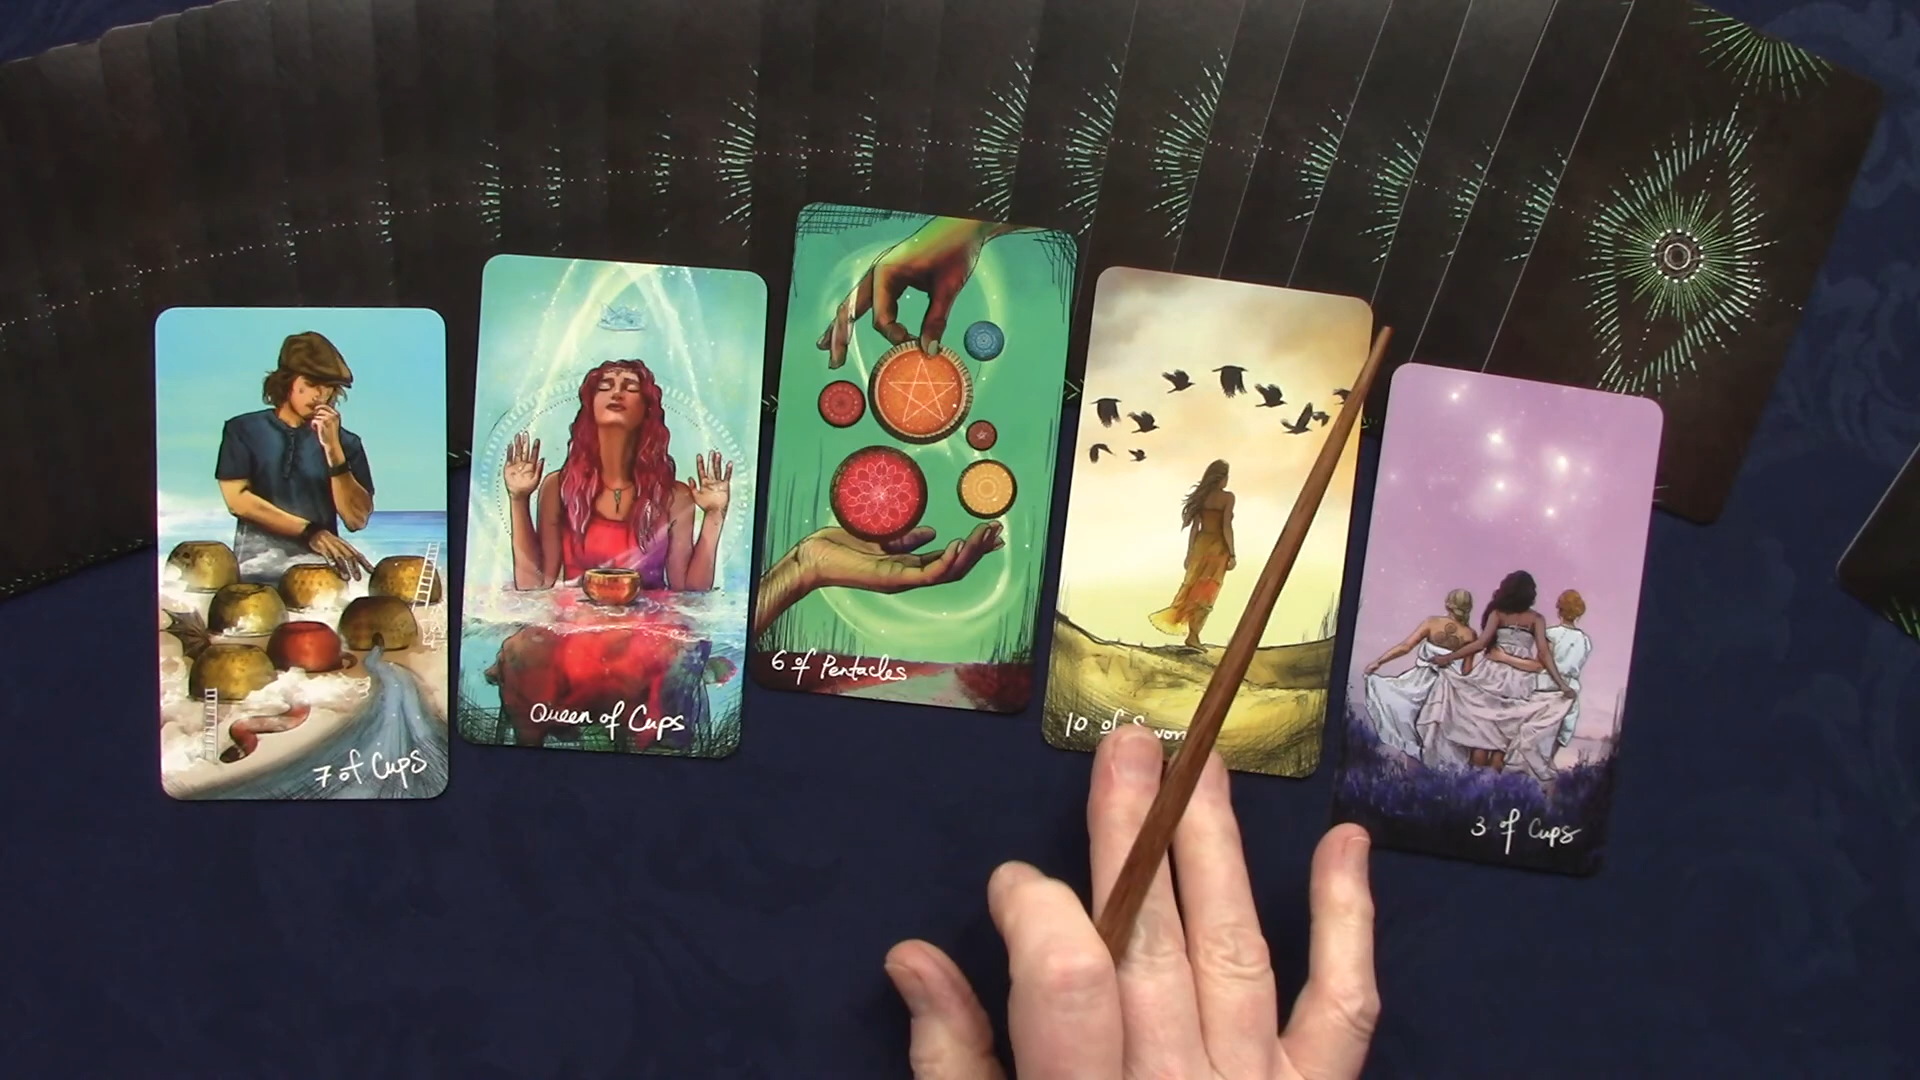 7 of Cups
Queen of Cups
6 of Pentacles
10 of
3 of Cups